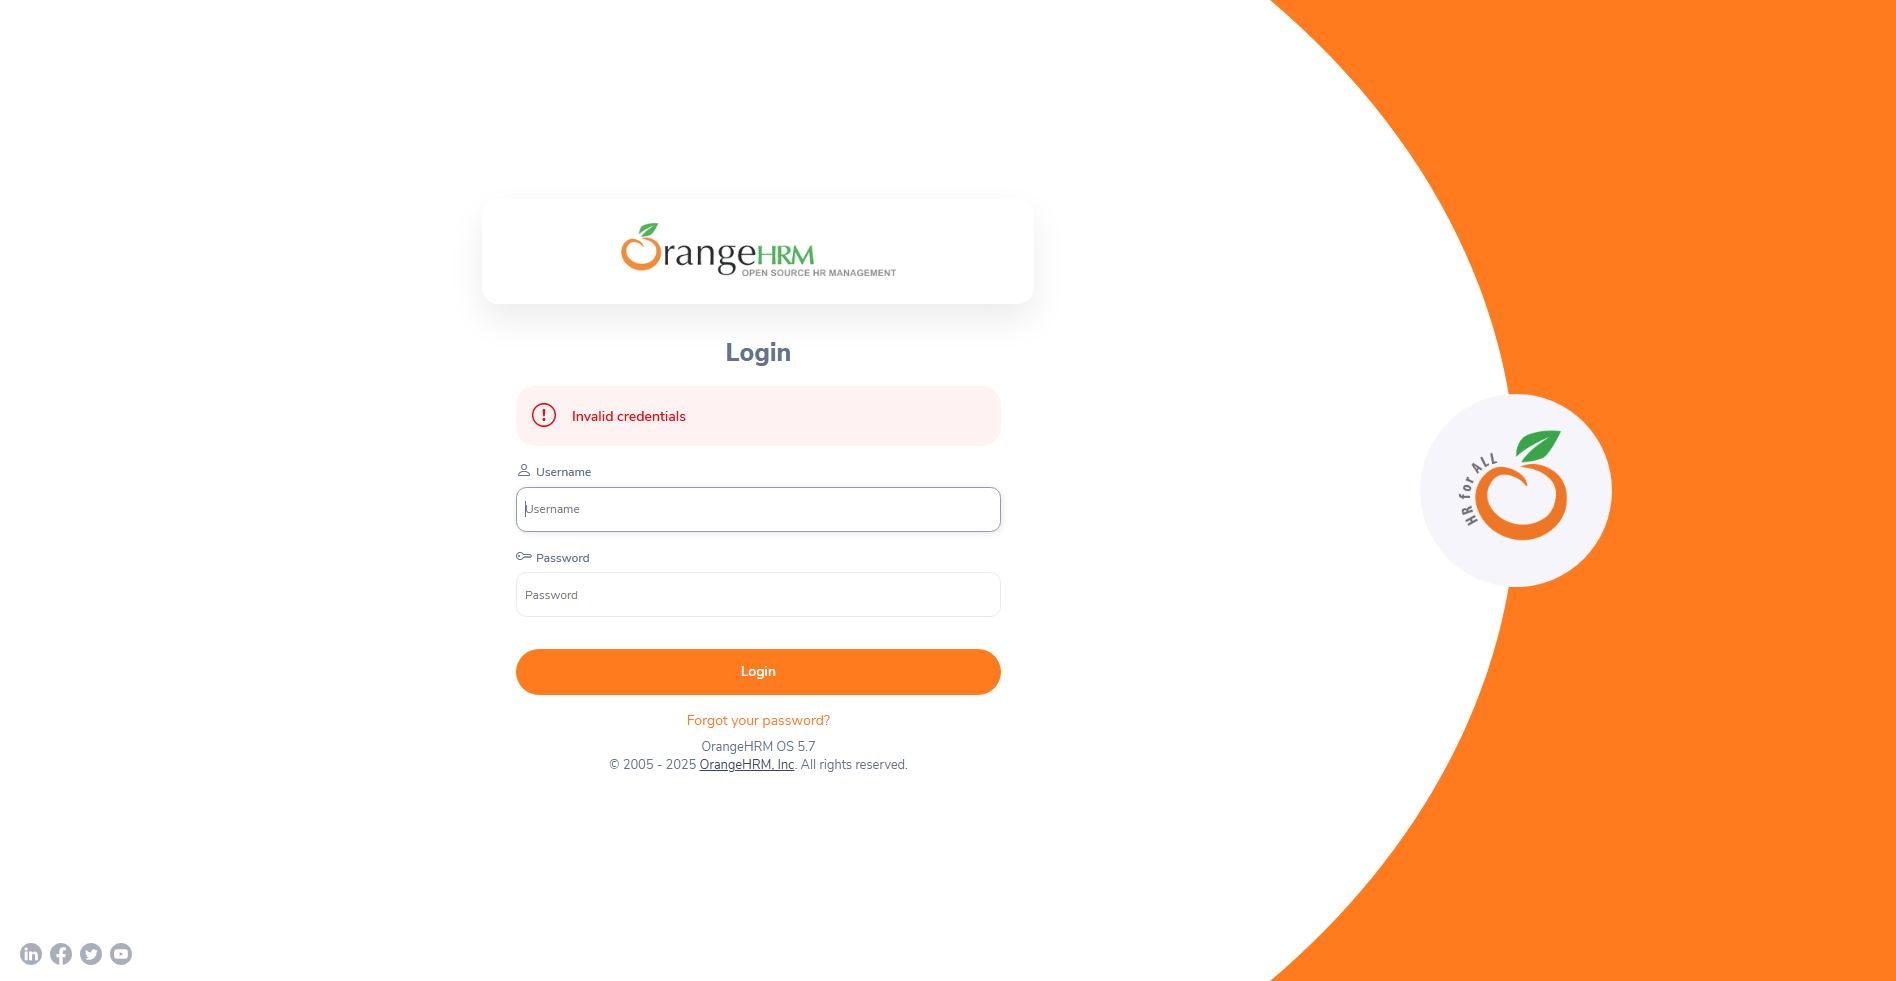 OrangeHRM
OPEN SOURCE HR MANAGEMENT
Login
Invalid credentials
Username
Username
Password
Password
Login
Forgot your password?
OrangeHRM OS 5.7
© 2005 - 2025 OrangeHRM, Inc. All rights reserved.
HR for ALL